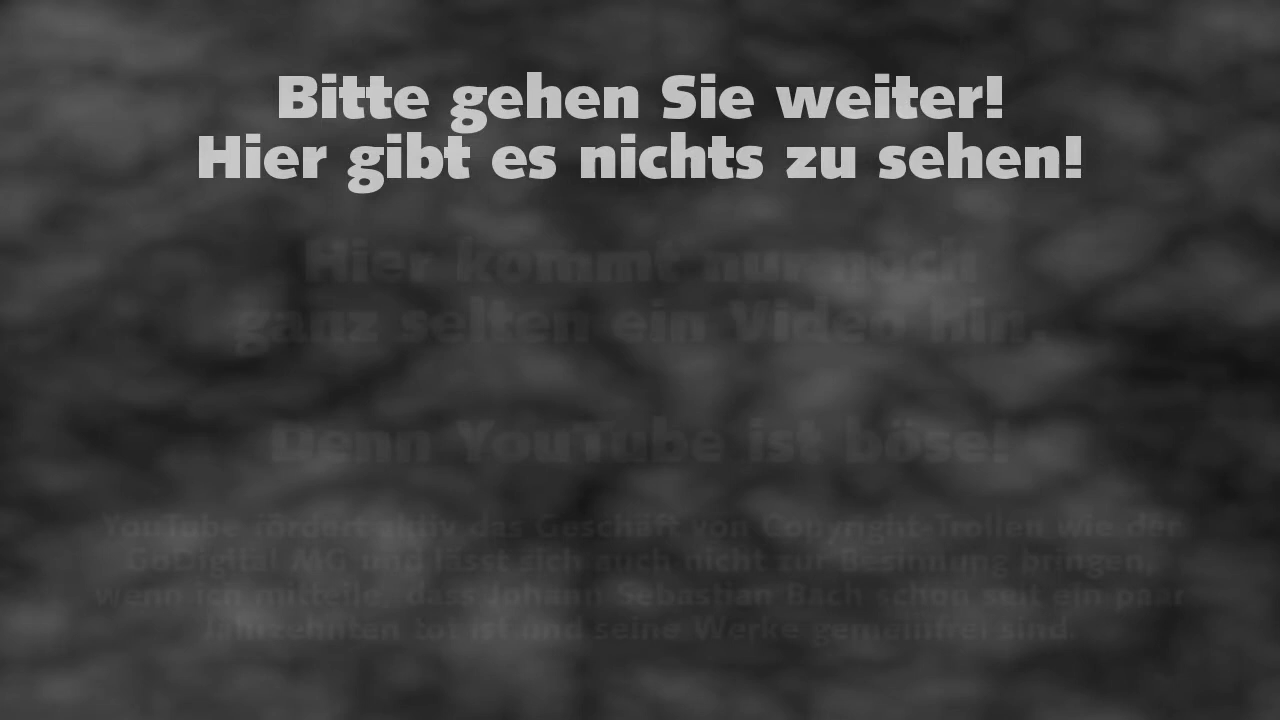 Bitte gehen Sie weiter!
Hier gibt es nichts zu sehen!
Hier kommt nur noch
ganz selten ein Video hin.
Denn YouTube ist böse!
YouTube fördert aktiv das Geschäft von Copyright-Trollen wie der
GoDigital MG und lässt sich auch nicht zur Besinnung bringen,
wenn ich mitteile, dass Johann Sebastian Bach schon seit ein paar
Jahrzehnten tot ist und seine Werke gemeinfrei sind.